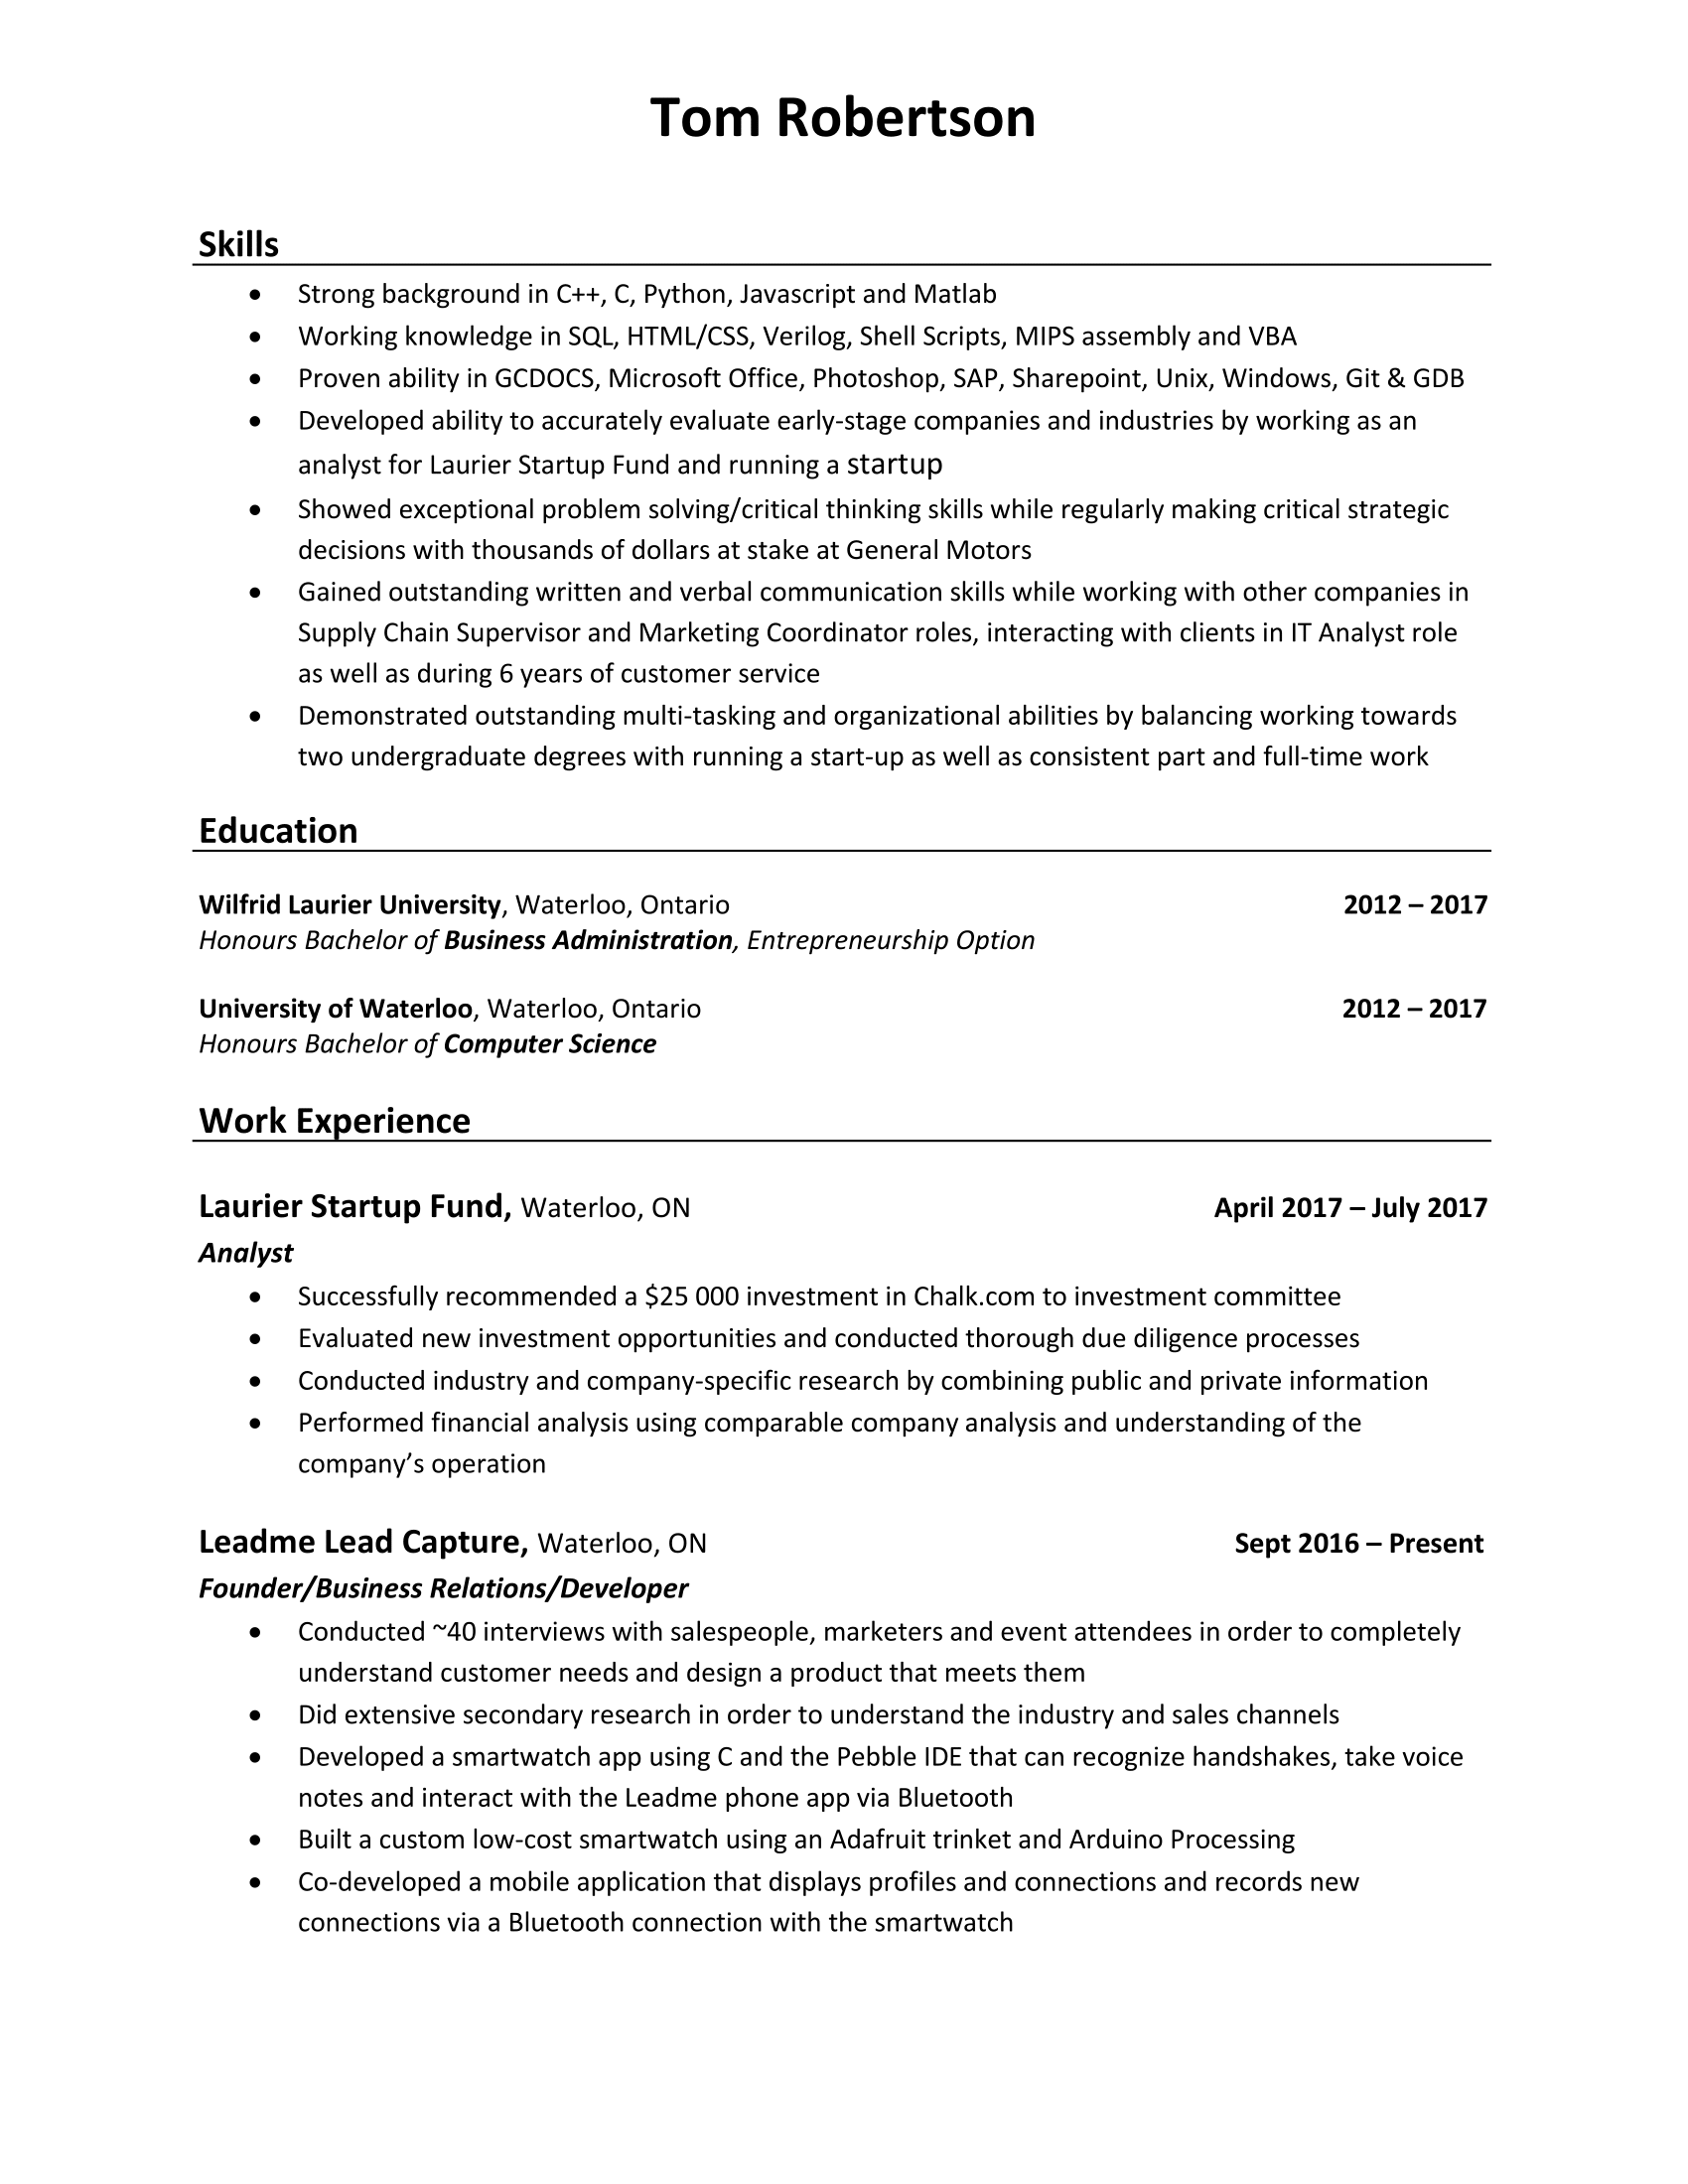 Tom Robertson
Skills
• Strong background in C++, C, Python, Javascript and Matlab
• Working knowledge in SQL, HTML/CSS, Verilog, Shell Scripts, MIPS assembly and VBA
• Proven ability in GCDOCS, Microsoft Office, Photoshop, SAP, Sharepoint, Unix, Windows, Git & GDB
• Developed ability to accurately evaluate early-stage companies and industries by working as an
analyst for Laurier Startup Fund and running a startup
• Showed exceptional problem solving/critical thinking skills while regularly making critical strategic
decisions with thousands of dollars at stake at General Motors
• Gained outstanding written and verbal communication skills while working with other companies in
Supply Chain Supervisor and Marketing Coordinator roles, interacting with clients in IT Analyst role
as well as during 6 years of customer service
• Demonstrated outstanding multi-tasking and organizational abilities by balancing working towards
two undergraduate degrees with running a start-up as well as consistent part and full-time work
Education
Wilfrid Laurier University, Waterloo, Ontario 2012 – 2017
Honours Bachelor of Business Administration, Entrepreneurship Option
University of Waterloo, Waterloo, Ontario 2012 – 2017
Honours Bachelor of Computer Science
Work Experience
Laurier Startup Fund, Waterloo, ON April 2017 – July 2017
Analyst
• Successfully recommended a $25 000 investment in Chalk.com to investment committee
• Evaluated new investment opportunities and conducted thorough due diligence processes
• Conducted industry and company-specific research by combining public and private information
• Performed financial analysis using comparable company analysis and understanding of the
company’s operation
Leadme Lead Capture, Waterloo, ON Sept 2016 – Present
Founder/Business Relations/Developer
• Conducted ~40 interviews with salespeople, marketers and event attendees in order to completely
understand customer needs and design a product that meets them
• Did extensive secondary research in order to understand the industry and sales channels
• Developed a smartwatch app using C and the Pebble IDE that can recognize handshakes, take voice
notes and interact with the Leadme phone app via Bluetooth
• Built a custom low-cost smartwatch using an Adafruit trinket and Arduino Processing
• Co-developed a mobile application that displays profiles and connections and records new
connections via a Bluetooth connection with the smartwatch